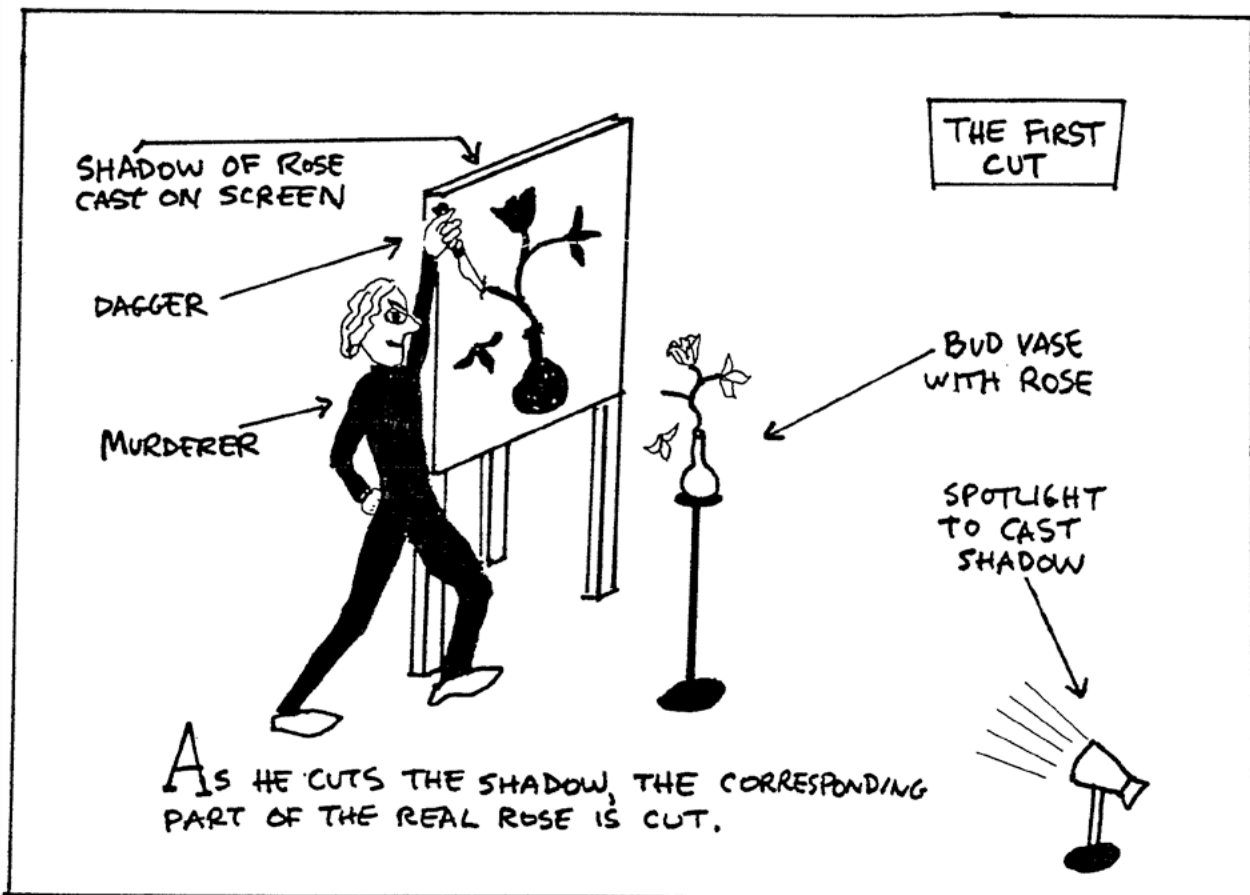 THE FIRST
CUT
SHADOW OF ROSE
CAST ON SCREEN
DAGGER
MURDERER
BUD VASE
WITH ROSE
SPOTLIGHT
TO CAST
SHADOW
AS HE CUTS THE SHADOW, THE CORRESPONDING
PART OF THE REAL ROSE IS CUT.